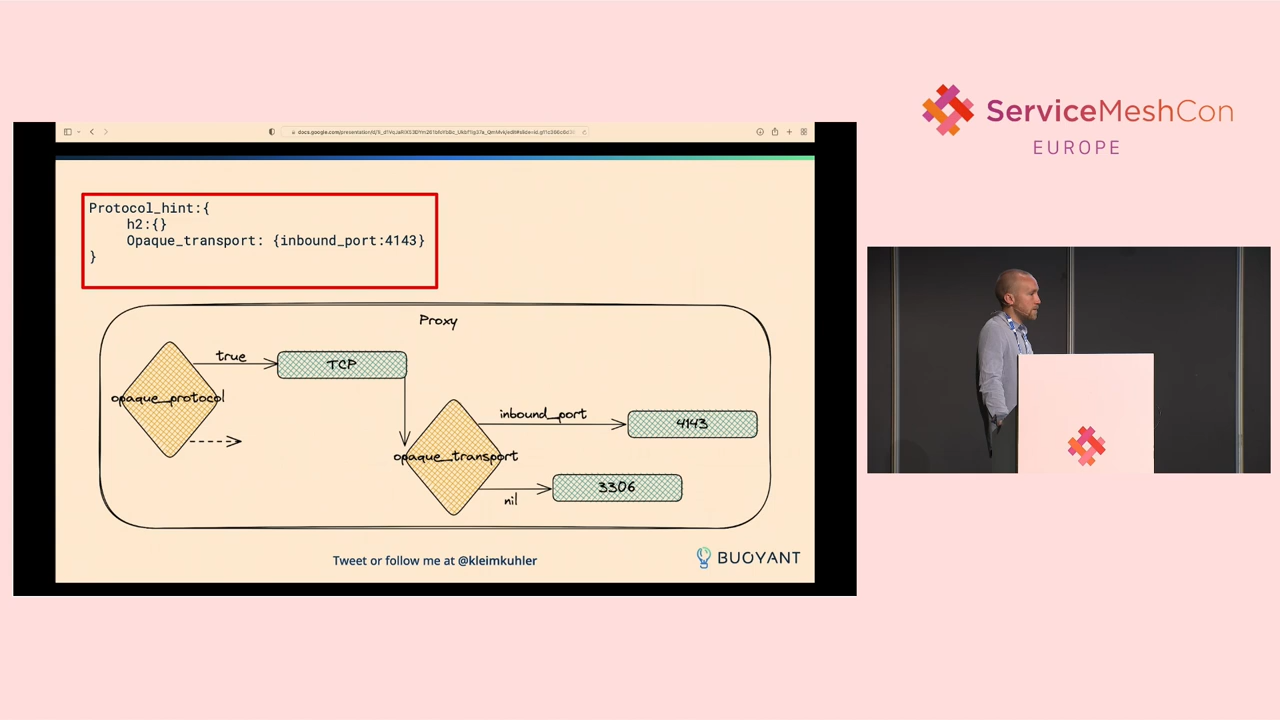 ServiceMeshCon
EUROPE
Protocol_hint:{
h2:{}
Opaque_transport: {inbound_port:4143}
}
Proxy
true
TCP
opaque_protocol
inbound_port
4143
opaque_transport
3306
nil
Tweet or follow me at @kleimkuhler
BUOYANT